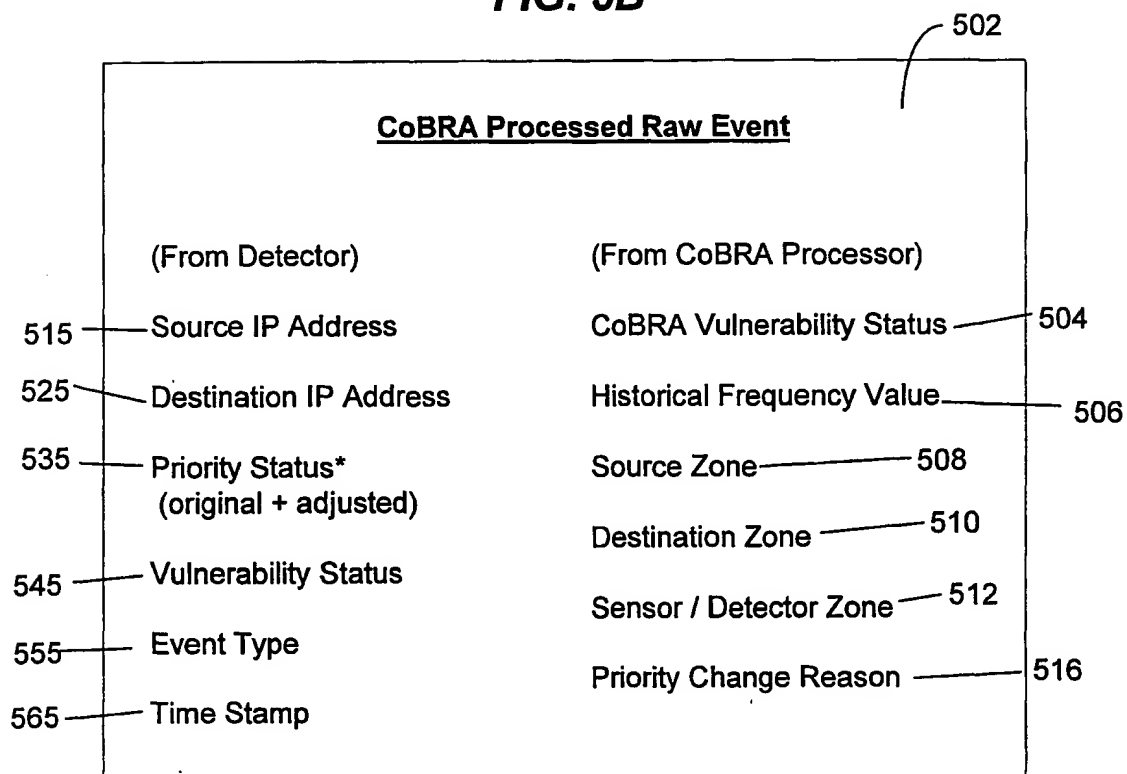 FIG. 5B
502
CoBRA Processed Raw Event
(From Detector)
(From CoBRA Processor)
515
Source IP Address
CoBRA Vulnerability Status
504
525
Destination IP Address
Historical Frequency Value
506
535
Priority Status*
(original + adjusted)
Source Zone
508
Destination Zone
510
545
Vulnerability Status
Sensor / Detector Zone
512
555
Event Type
Priority Change Reason
516
565
Time Stamp